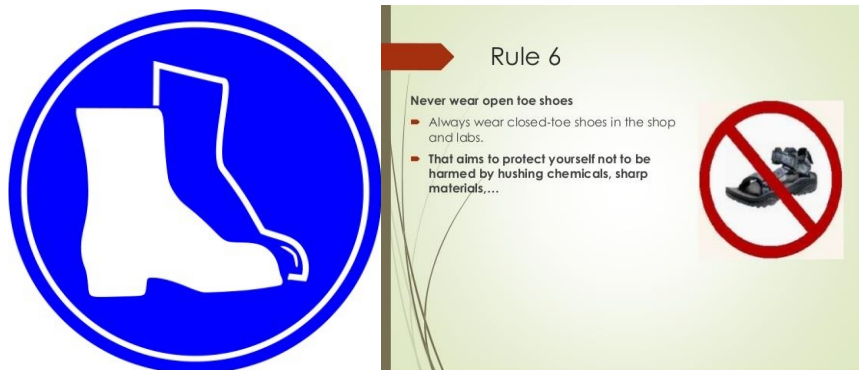 Rule 6
Never wear open toe shoes
Always wear closed-toe shoes in the shop
and labs.
That aims to protect yourself not to be
harmed by hushing chemicals, sharp
materials,...